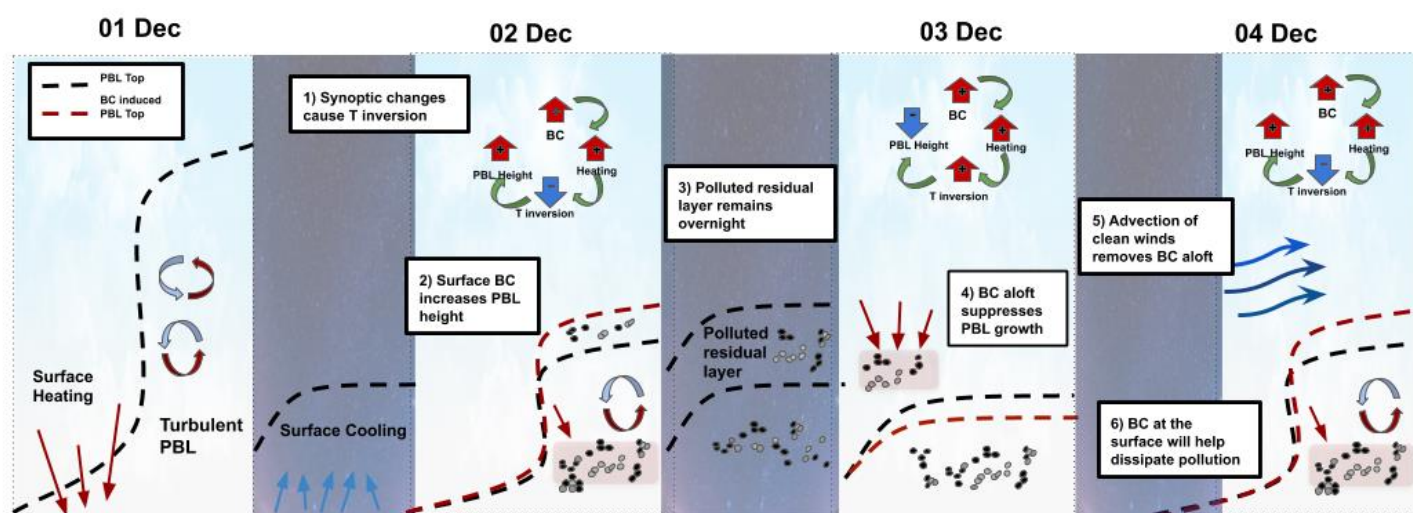 01 Dec
02 Dec
03 Dec
04 Dec
PBL Top
BC induced
PBL Top
Surface
Heating
Turbulent
PBL
1) Synoptic changes
cause T inversion
Surface Cooling
+
BC
+
Heating
-
T inversion
+
PBL Height
2) Surface BC
increases PBL
height
3) Polluted residual
layer remains
overnight
Polluted
residual
layer
+
BC
+
Heating
+
T inversion
-
PBL Height
4) BC aloft
suppresses
PBL growth
5) Advection of
clean winds
removes BC aloft
6) BC at the
surface will help
dissipate pollution
+
BC
+
Heating
-
T inversion
+
PBL Height